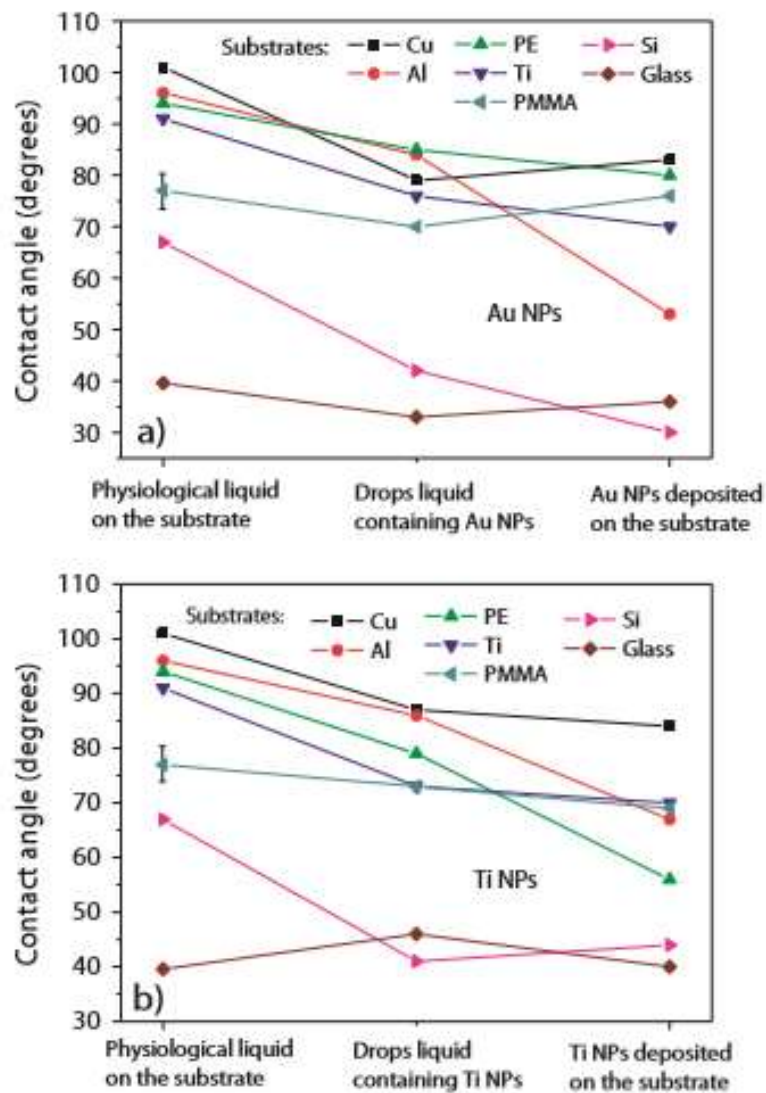 Contact angle (degrees)
110
100
90
80
70
60
50
40
30
Substrates:
Cu
PE
Si
Al
Ti
Glass
PMMA
Au NPs
a)
Physiological liquid
on the substrate
Drops liquid
containing Au NPs
Au NPs deposited
on the substrate
Contact angle (degrees)
110
100
90
80
70
60
50
40
30
Substrates:
Cu
PE
Si
Al
Ti
Glass
PMMA
Ti NPs
b)
Physiological liquid
on the substrate
Drops liquid
containing Ti NPs
Ti NPs deposited
on the substrate